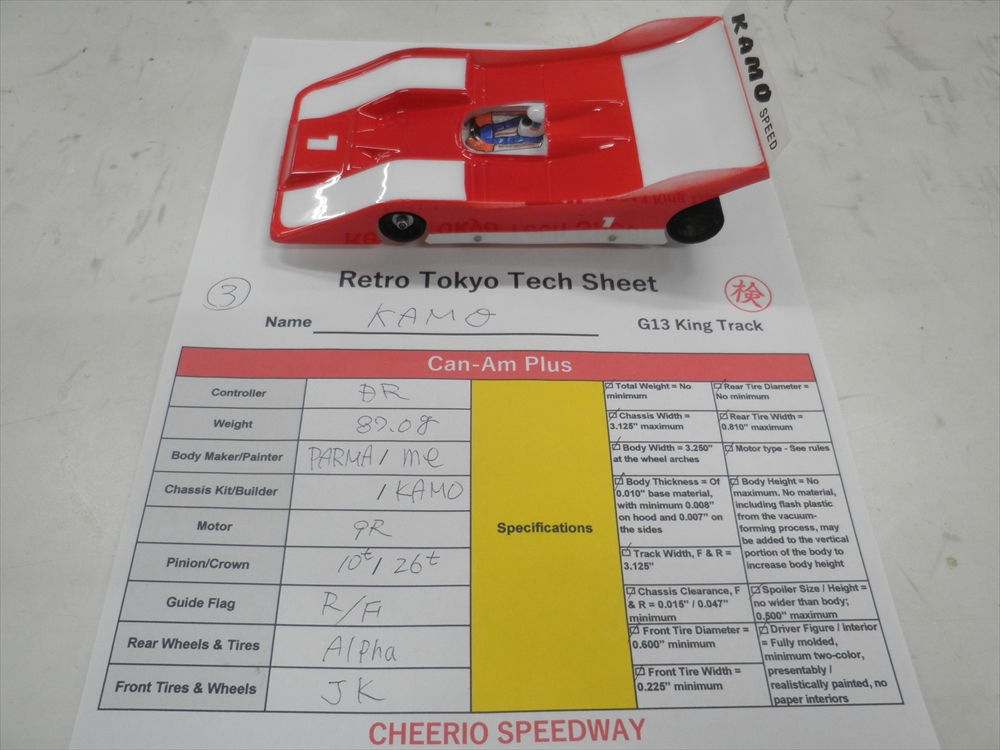 KAMO SPEED
1
1
Retro Tokyo Tech Sheet
3
検
Name KAMO
G13 King Track
Can-Am Plus
Controller DR
Weight 87.0g
Body Maker/Painter PARMA / me
Chassis Kit/Builder / KAMO
Motor PR
Pinion/Crown 10t / 26t
Guide Flag R/F
Rear Wheels & Tires Alpha
Front Tires & Wheels JK
Specifications
Total Weight = No
minimum
Chassis Width =
3.125" maximum
Body Width = 3.250"
at the wheel arches
Body Thickness = Of
0.010" base material,
with minimum 0.008"
on hood and 0.007" on
the sides
Track Width, F & R =
3.125"
Chassis Clearance, F
& R = 0.015" / 0.047"
minimum
Front Tire Diameter =
0.600" minimum
Front Tire Width =
0.225" minimum
Rear Tire Diameter =
No minimum
Rear Tire Width =
0.810" maximum
Motor type - See rules
Body Height = No
maximum. No material,
including flash plastic
from the vacuum-
forming process, may
be added to the vertical
portion of the body to
increase body height
Spoiler Size / Height =
no wider than body;
0.500" maximum
Driver Figure / Interior
= Fully molded,
minimum two-color,
presentably /
realistically painted, no
paper interiors
CHEERIO SPEEDWAY